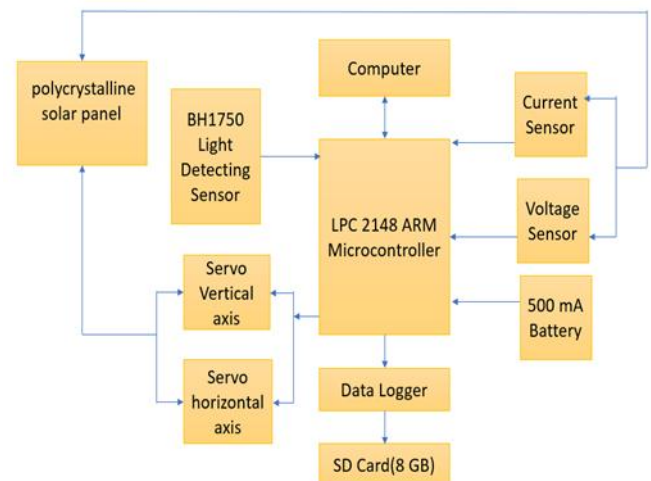 polycrystalline
solar panel
BH1750
Light
Detecting
Sensor
Computer
Current
Sensor
LPC 2148 ARM
Microcontroller
Voltage
Sensor
Servo
Vertical
axis
500 mA
Battery
Servo
horizontal
axis
Data Logger
SD Card(8 GB)